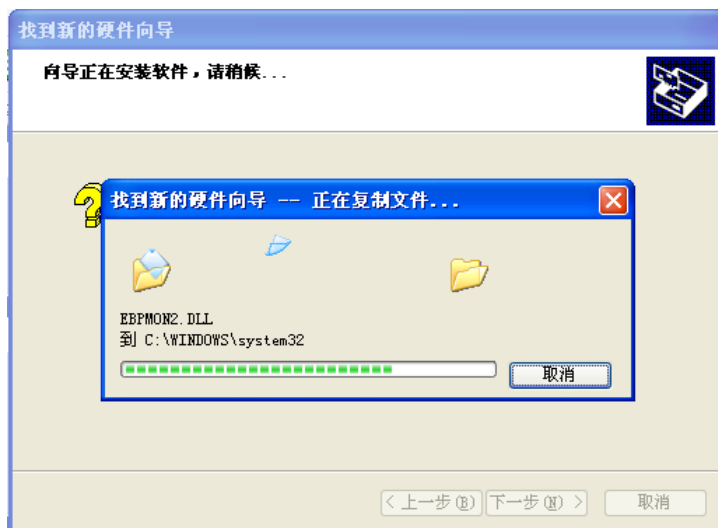 找到新的硬件向导
向导正在安装软件，请稍候...
找到新的硬件向导 -- 正在复制文件...
EBPMON2.DLL
到 C:\WINDOWS\system32
取消
< 上一步(B) 下一步(N) > 取消